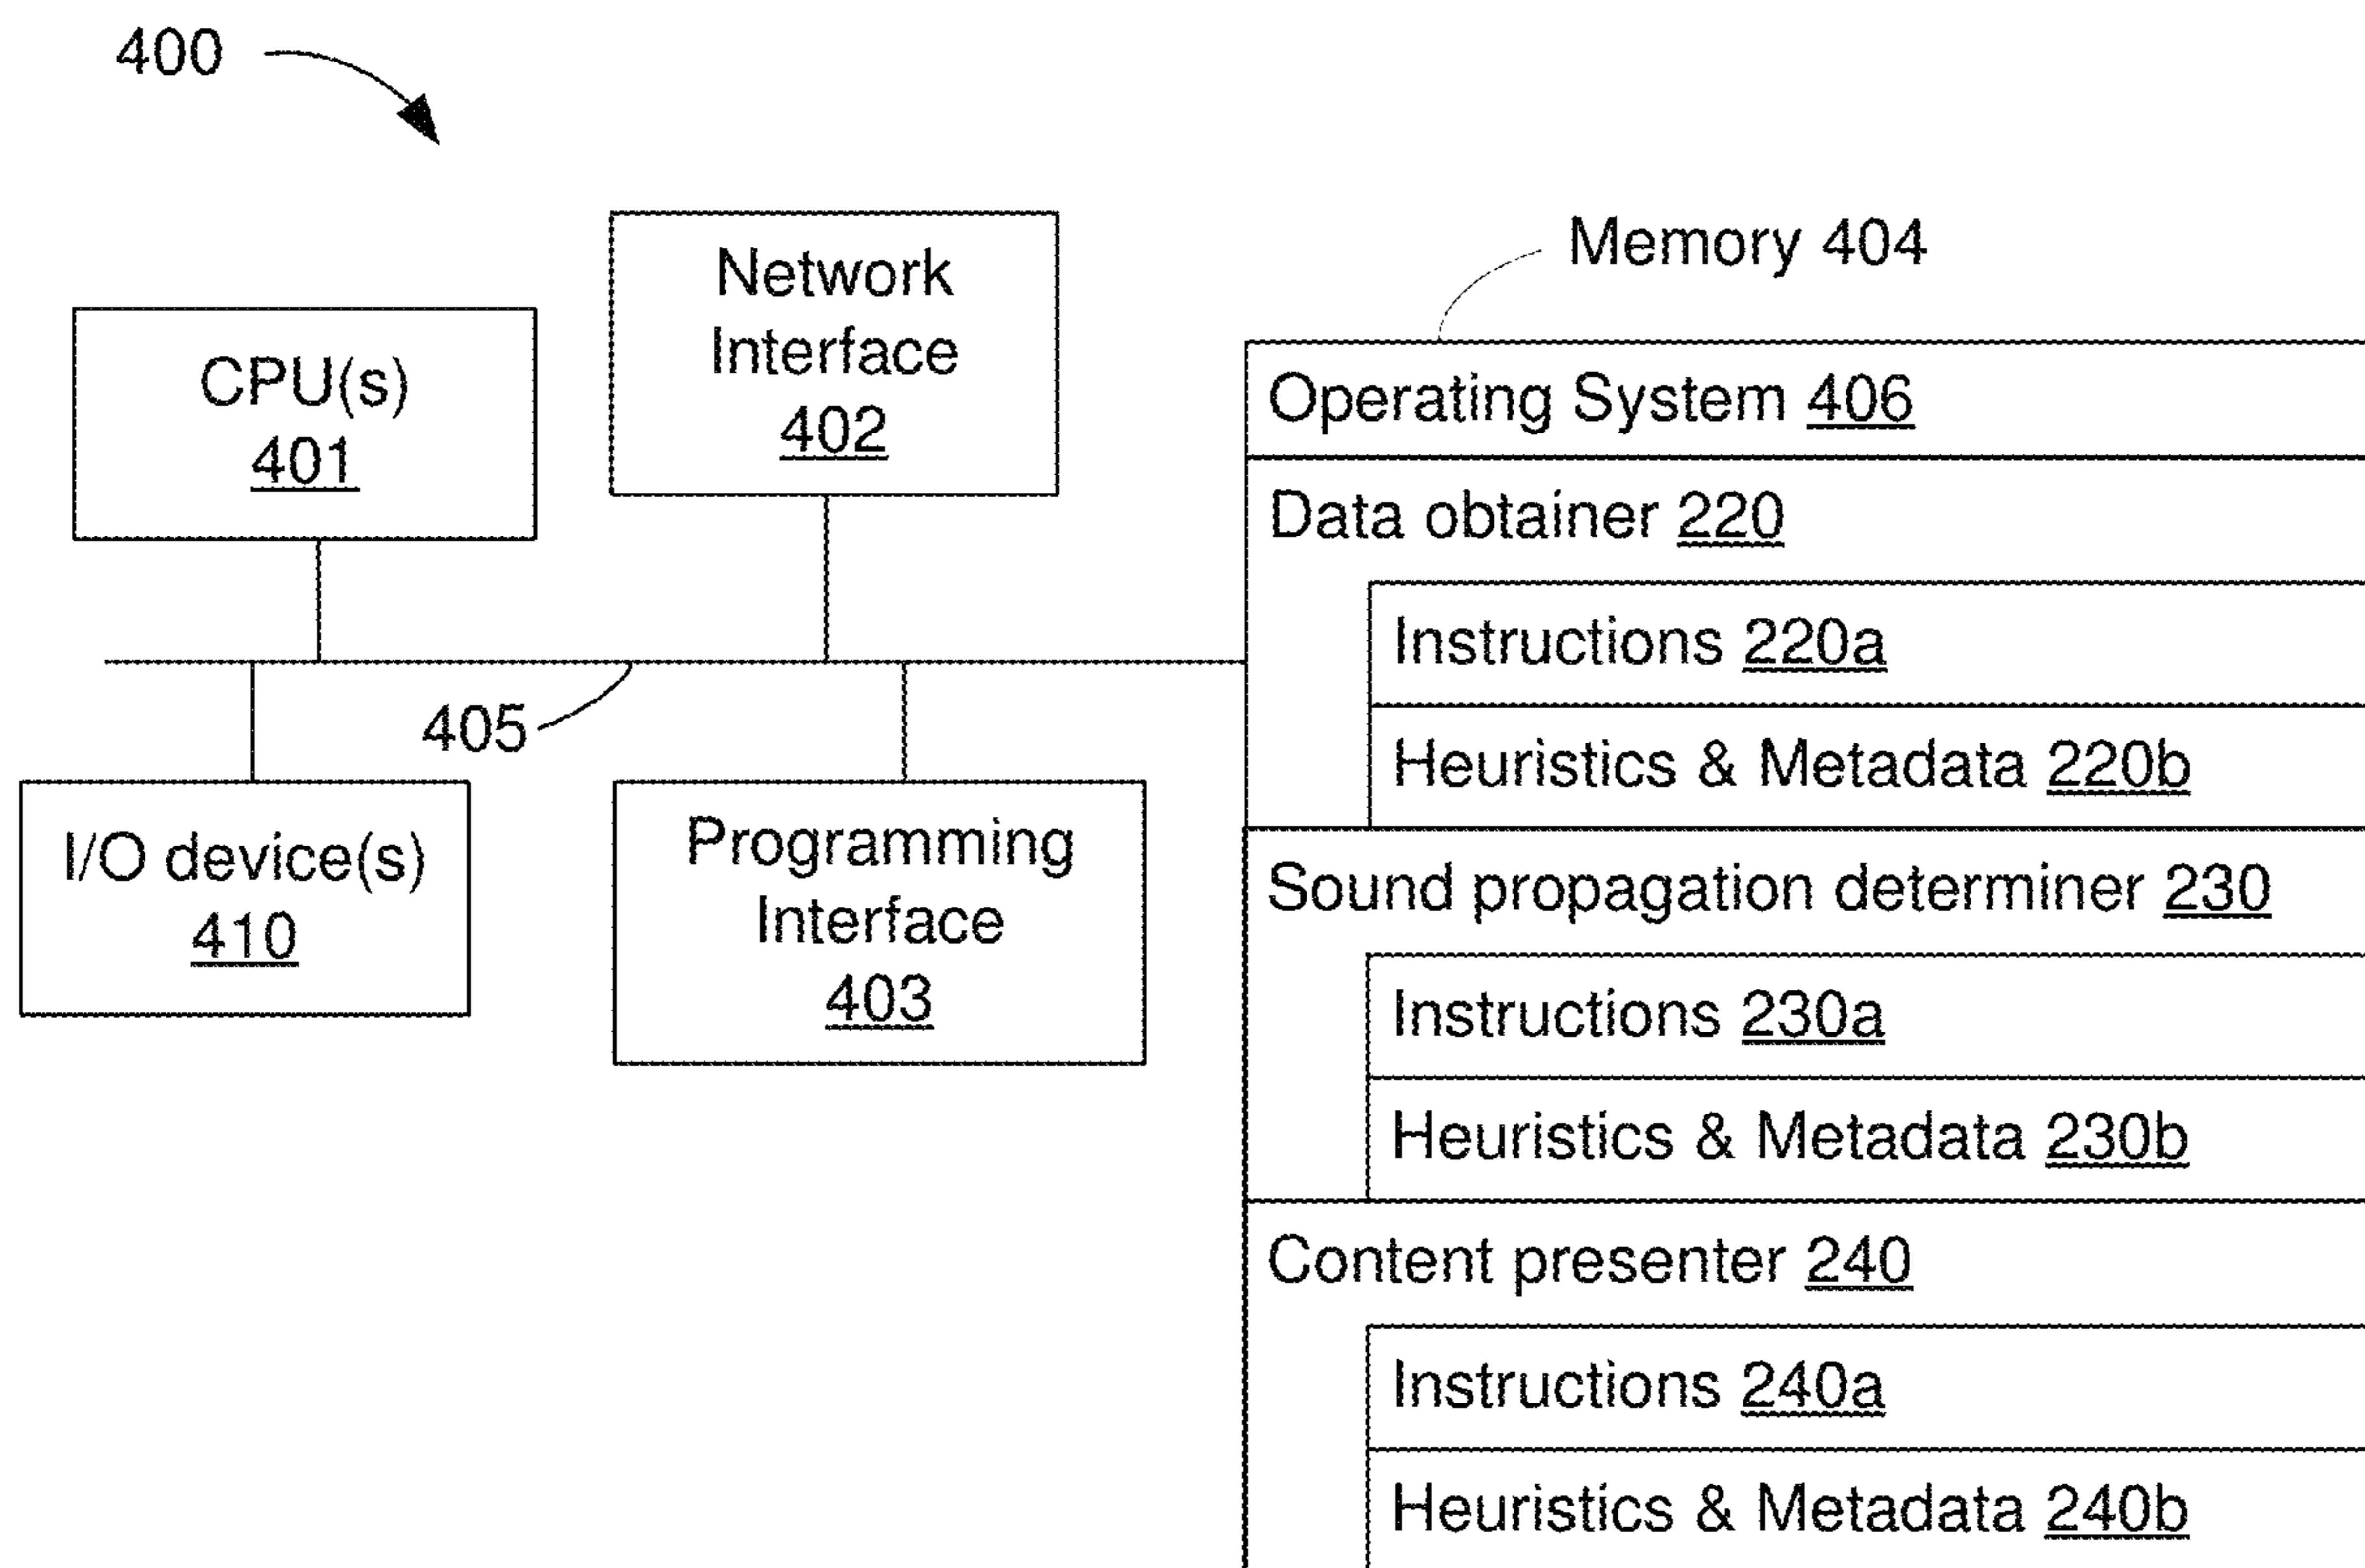 400
Network
Interface
402
CPU(s)
401
405
I/O device(s)
410
Programming
Interface
403
Memory 404
Operating System 406
Data obtainer 220
Instructions 220a
Heuristics & Metadata 220b
Sound propagation determiner 230
Instructions 230a
Heuristics & Metadata 230b
Content presenter 240
Instructions 240a
Heuristics & Metadata 240b